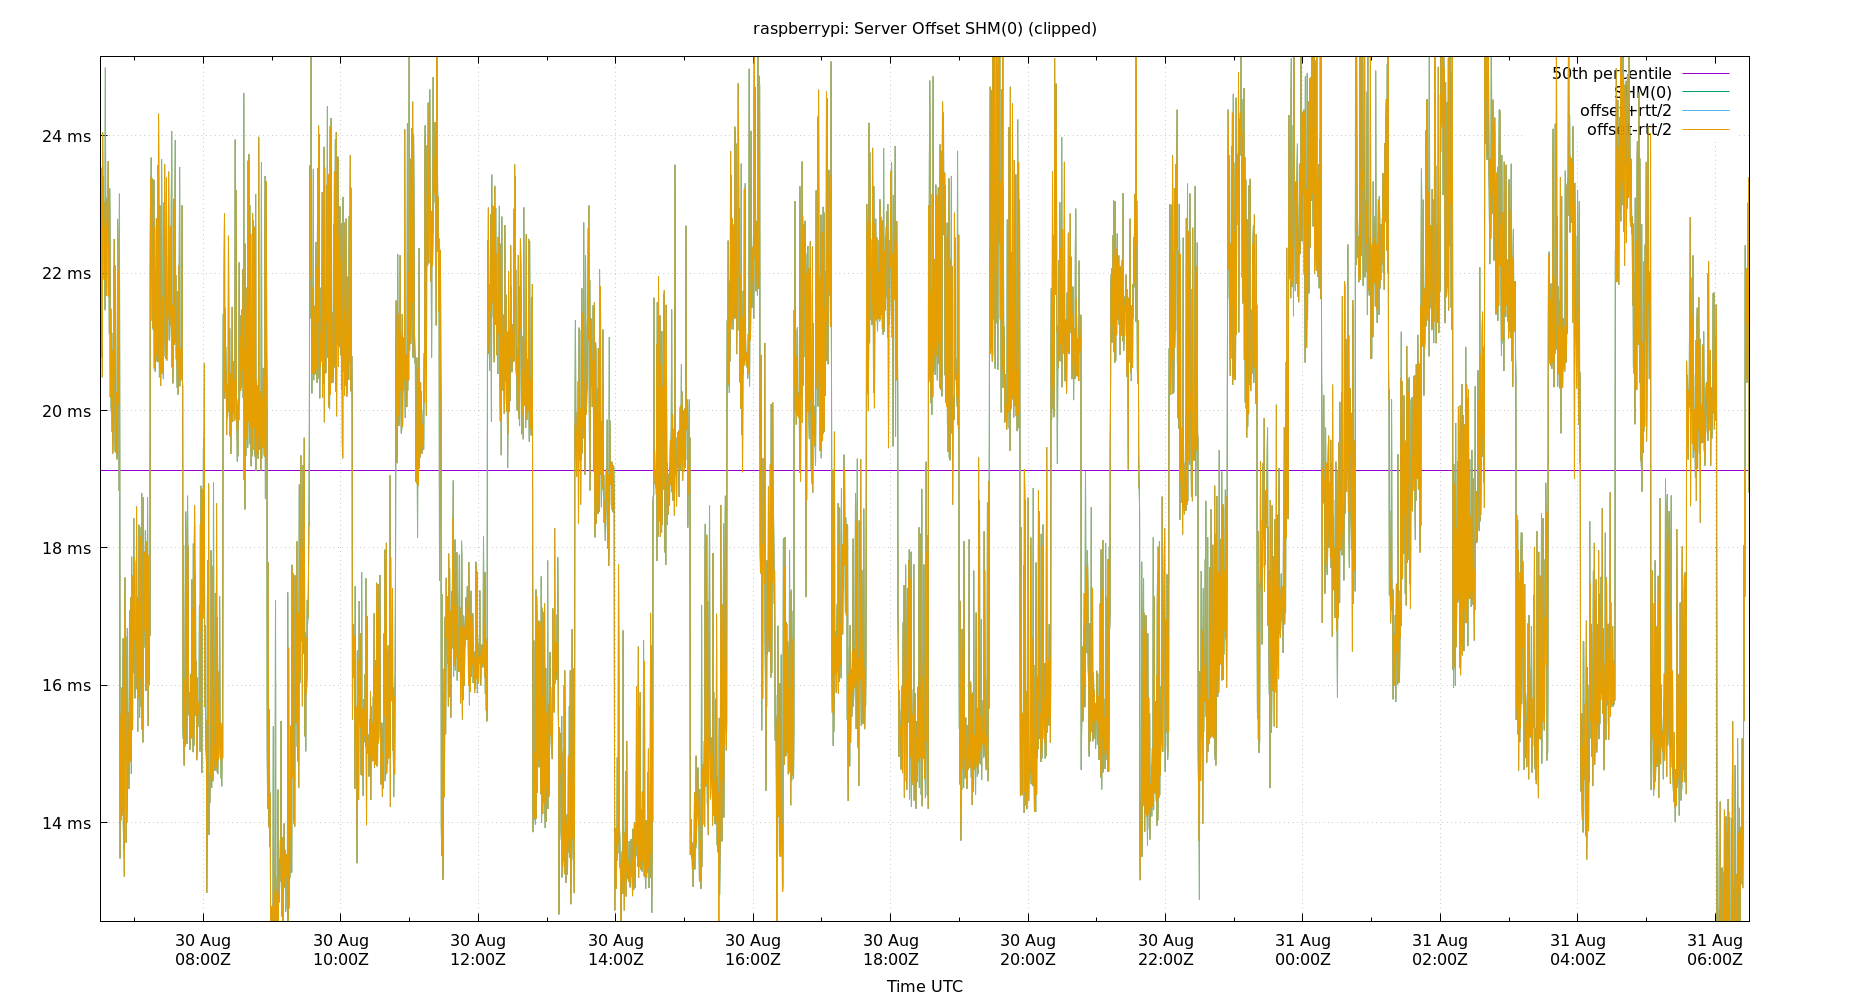 raspberrypi: Server Offset SHM(0) (clipped)
50th percentile
SHM(0)
offset+rtt/2
offset-rtt/2
24 ms
22 ms
20 ms
18 ms
16 ms
14 ms
30 Aug 30 Aug 30 Aug 30 Aug 30 Aug 30 Aug 30 Aug 30 Aug 31 Aug 31 Aug 31 Aug 31 Aug
08:00Z 10:00Z 12:00Z 14:00Z 16:00Z 18:00Z 20:00Z 22:00Z 00:00Z 02:00Z 04:00Z 06:00Z
Time UTC